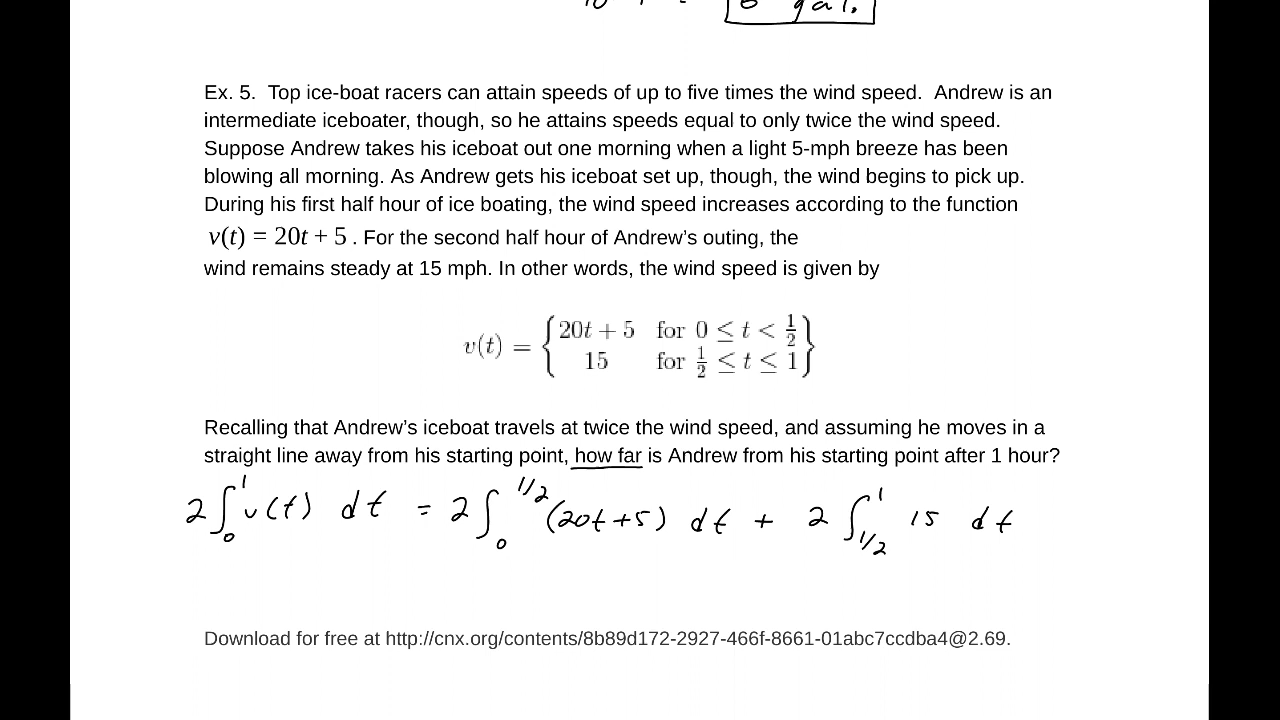 gal.
Ex. 5. Top ice-boat racers can attain speeds of up to five times the wind speed. Andrew is an
intermediate iceboater, though, so he attains speeds equal to only twice the wind speed.
Suppose Andrew takes his iceboat out one morning when a light 5-mph breeze has been
blowing all morning. As Andrew gets his iceboat set up, though, the wind begins to pick up.
During his first half hour of ice boating, the wind speed increases according to the function
v(t) = 20t + 5 . For the second half hour of Andrew’s outing, the
wind remains steady at 15 mph. In other words, the wind speed is given by
v(t) = { 20t + 5 for 0 ≤ t < 1/2
15 for 1/2 ≤ t ≤ 1 }
Recalling that Andrew’s iceboat travels at twice the wind speed, and assuming he moves in a
straight line away from his starting point, how far is Andrew from his starting point after 1 hour?
2∫₀¹ v(t) dt = 2∫₀^{1/2} (20t+5) dt + 2∫_{1/2}^1 15 dt
Download for free at http://cnx.org/contents/8b89d172-2927-466f-8661-01abc7ccdba4@2.69.